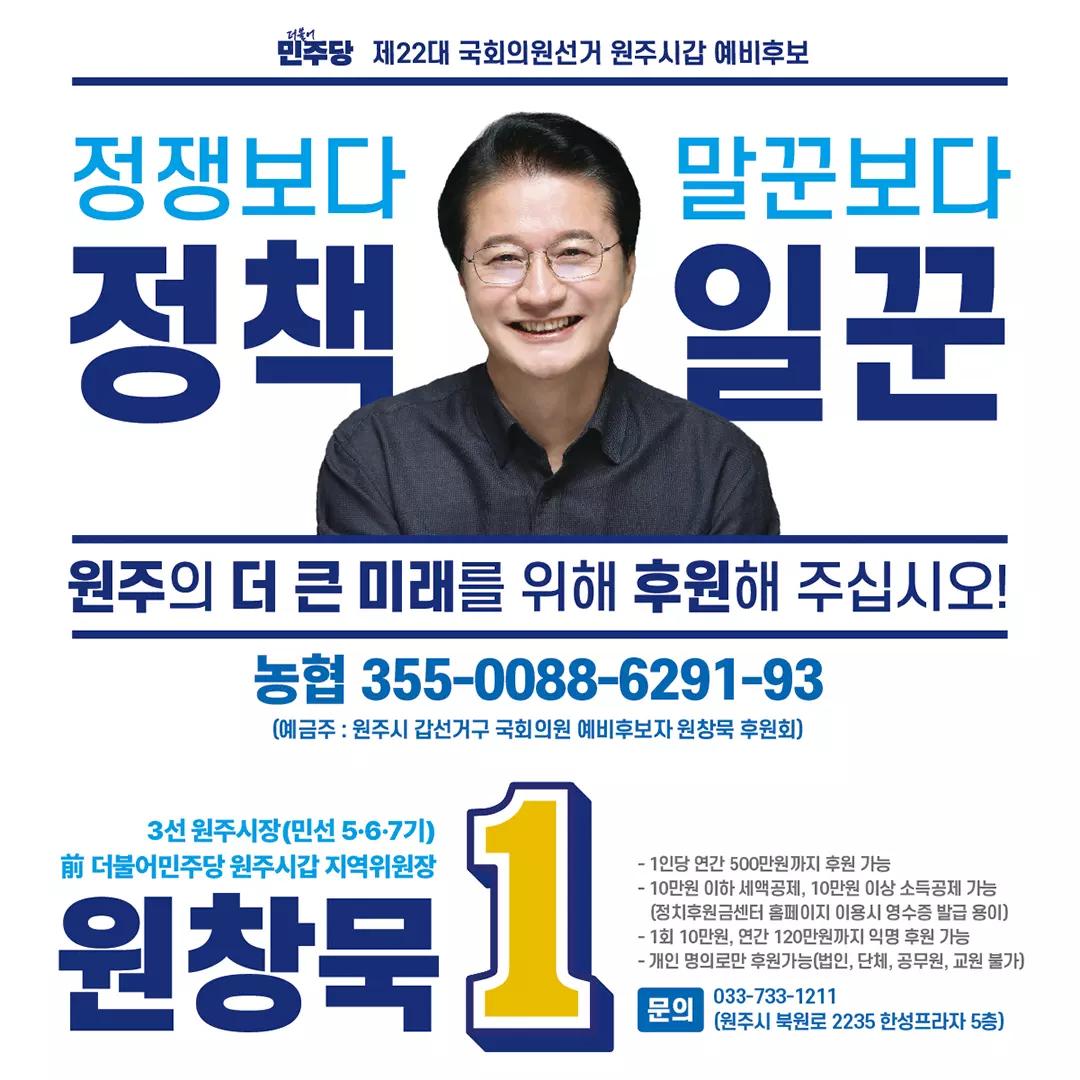 더불어
민주당 제22대 국회의원선거 원주시갑 예비후보
정쟁보다
정책
말꾼보다
일꾼
원주의 더 큰 미래를 위해 후원해 주십시오!
농협 355-0088-6291-93
(예금주 : 원주시 갑선거구 국회의원 예비후보자 원창묵 후원회)
3선 원주시장(민선 5·6·7기)
前 더불어민주당 원주시갑 지역위원장
원창묵
1
- 1인당 연간 500만원까지 후원 가능
- 10만원 이하 세액공제, 10만원 이상 소득공제 가능
(정치후원금센터 홈페이지 이용시 영수증 발급 용이)
- 1회 10만원, 연간 120만원까지 익명 후원 가능
- 개인 명의로만 후원가능(법인, 단체, 공무원, 교원 불가)
문의 033-733-1211
(원주시 북원로 2235 한성프라자 5층)